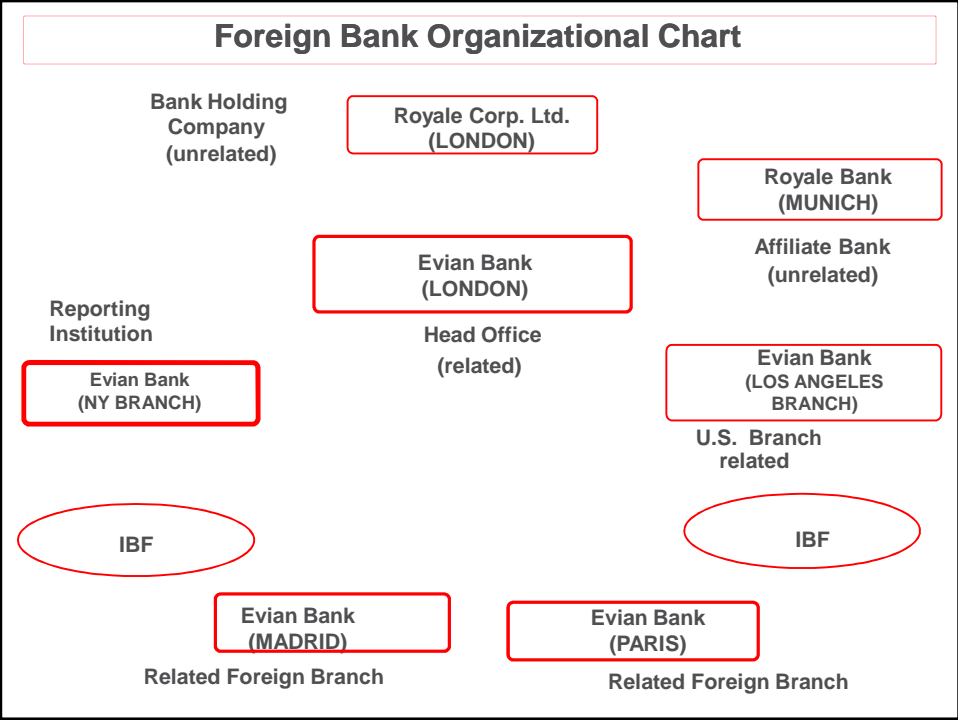 Foreign Bank Organizational Chart
Bank Holding
Company
(unrelated)
Royale Corp. Ltd.
(LONDON)
Royale Bank
(MUNICH)
Affiliate Bank
(unrelated)
Evian Bank
(LONDON)
Head Office
(related)
Reporting
Institution
Evian Bank
(NY BRANCH)
Evian Bank
(LOS ANGELES
BRANCH)
U.S. Branch
related
IBF
IBF
Evian Bank
(MADRID)
Related Foreign Branch
Evian Bank
(PARIS)
Related Foreign Branch